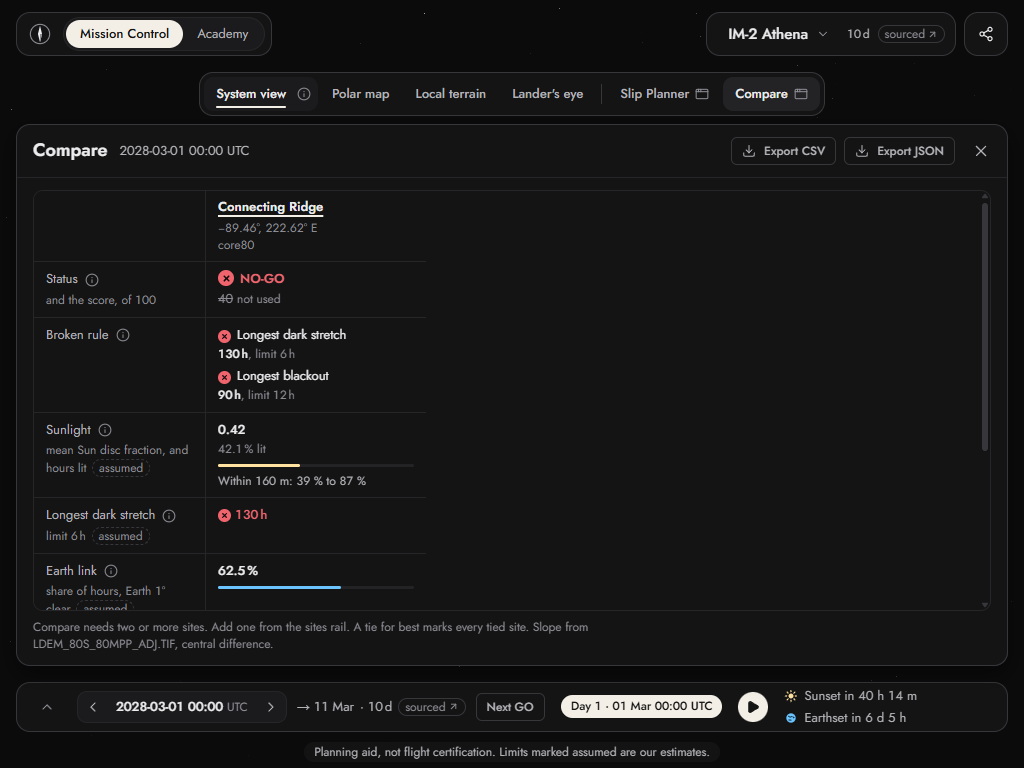 Mission Control
Academy
IM-2 Athena
10 d
sourced ↗
System view
Polar map
Local terrain
Lander's eye
Slip Planner
Compare
Compare
2028-03-01 00:00 UTC
Export CSV
Export JSON
Connecting Ridge
−89.46°, 222.62° E
core80
Status
and the score, of 100
NO-GO
40 not used
Broken rule
Longest dark stretch
130 h, limit 6 h
Longest blackout
90 h, limit 12 h
Sunlight
mean Sun disc fraction, and
hours lit assumed
0.42
42.1 % lit
Within 160 m: 39 % to 87 %
Longest dark stretch
limit 6 h assumed
130 h
Earth link
share of hours, Earth 1°
clear assumed
62.5 %
Compare needs two or more sites. Add one from the sites rail. A tie for best marks every tied site. Slope from
LDEM_80S_80MPP_ADJ.TIF, central difference.
2028-03-01 00:00 UTC
→ 11 Mar · 10 d sourced ↗
Next GO
Day 1 · 01 Mar 00:00 UTC
Sunset in 40 h 14 m
Earthset in 6 d 5 h
Planning aid, not flight certification. Limits marked assumed are our estimates.